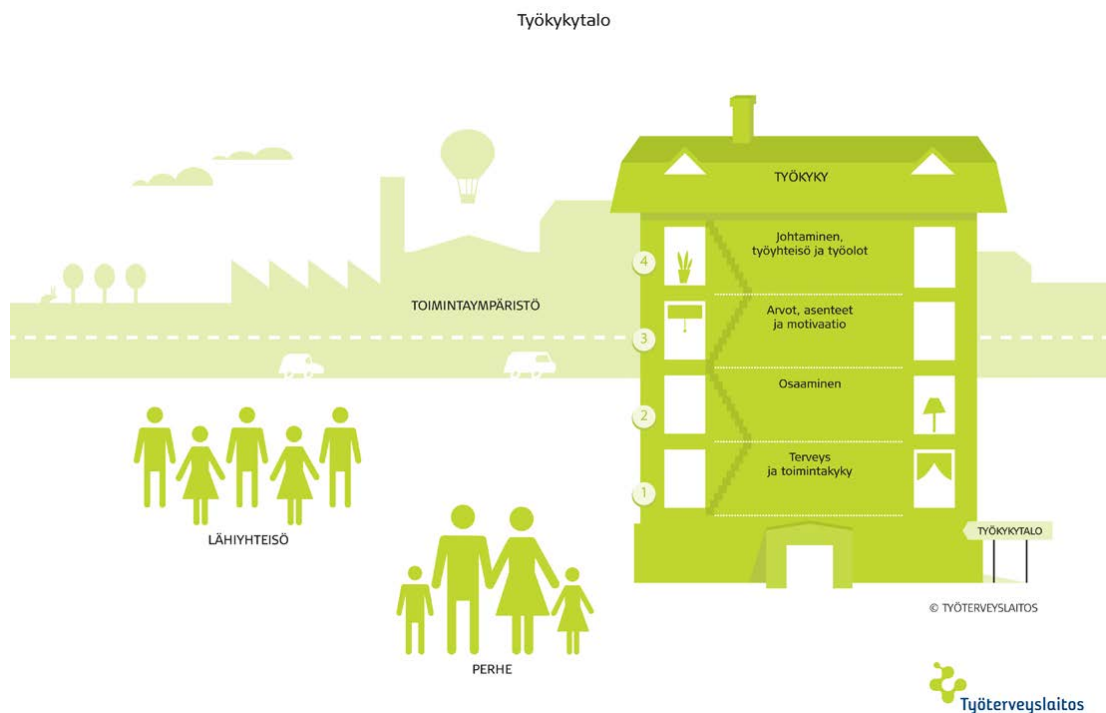 Työkykytalo
TYÖKYKY
4
Johtaminen,
työyhteisö ja työolot
TOIMINTAYMPÄRISTÖ
3
Arvot, asenteet
ja motivaatio
2
Osaaminen
1
Terveys
ja toimintakyky
LÄHIYHTEISÖ
TYÖKYKYTALO
PERHE
© TYÖTERVEYSLAITOS
Työterveyslaitos